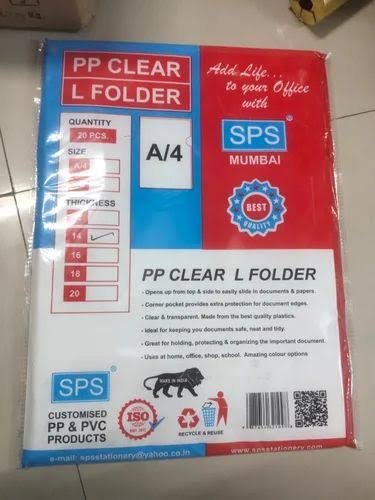 PP CLEAR
L FOLDER
Add Life...
to your Office
with
QUANTITY
20 PCS.
SIZE
A/4
A/4
SPS
MUMBAI
BEST
QUALITY
THICKNESS
14
16
18
20
PP CLEAR L FOLDER
- Opens up from top & side to easily slide in documents & papers.
- Corner pocket provides extra protection for document edges.
- Clear & transparent. Made from the best quality plastics.
- Ideal for keeping you documents safe, neat and tidy.
- Great for holding, protecting & organizing the important document.
- Uses at home, office, shop, school. Amazing colour options
SPS
MAKE IN INDIA
CUSTOMISED
PP & PVC
PRODUCTS
ISO
RECYCLE & REUSE
e-mail: spsstationery@yahoo.co.in